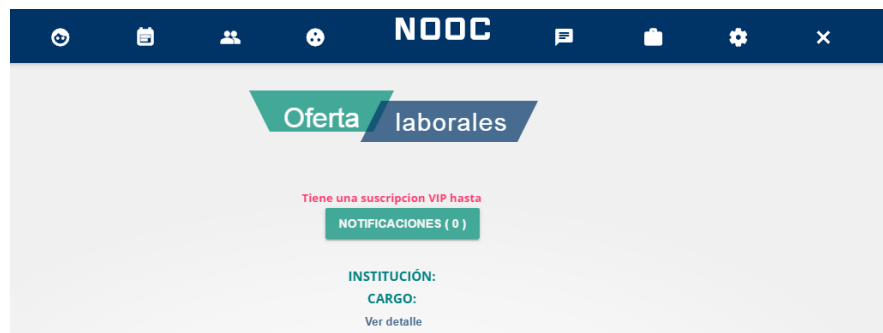 NOOC
Oferta
laborales
Tiene una suscripcion VIP hasta
NOTIFICACIONES ( 0 )
INSTITUCIÓN:
CARGO:
Ver detalle